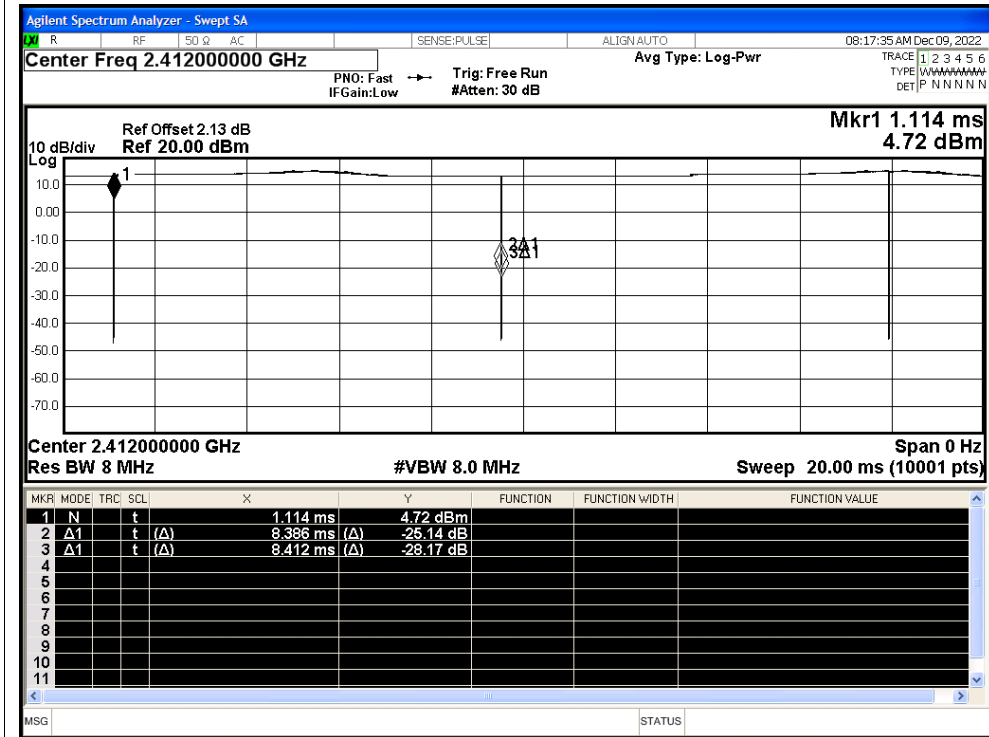 Agilent Spectrum Analyzer - Swept SA
LXI R RF 50 Ω AC SENSE:PULSE ALIGN AUTO 08:17:35 AM Dec 09, 2022
Center Freq 2.412000000 GHz Avg Type: Log-Pwr TRACE 1 2 3 4 5 6
PNO: Fast Trig: Free Run TYPE
IFGain:Low #Atten: 30 dB DET P N N N N N
Mkr1 1.114 ms
Ref Offset 2.13 dB
10 dB/div Ref 20.00 dBm 4.72 dBm
Log
1
10.0
0.00
-10.0
2Δ1
3Δ1
-20.0
-30.0
-40.0
-50.0
-60.0
-70.0
Center 2.412000000 GHz Span 0 Hz
Res BW 8 MHz #VBW 8.0 MHz Sweep 20.00 ms (10001 pts)
MKR MODE TRC SCL X Y FUNCTION FUNCTION WIDTH FUNCTION VALUE
1 N t 1.114 ms 4.72 dBm
2 Δ1 t (Δ) 8.386 ms (Δ) -25.14 dB
3 Δ1 t (Δ) 8.412 ms (Δ) -28.17 dB
4
5
6
7
8
9
10
11
MSG STATUS